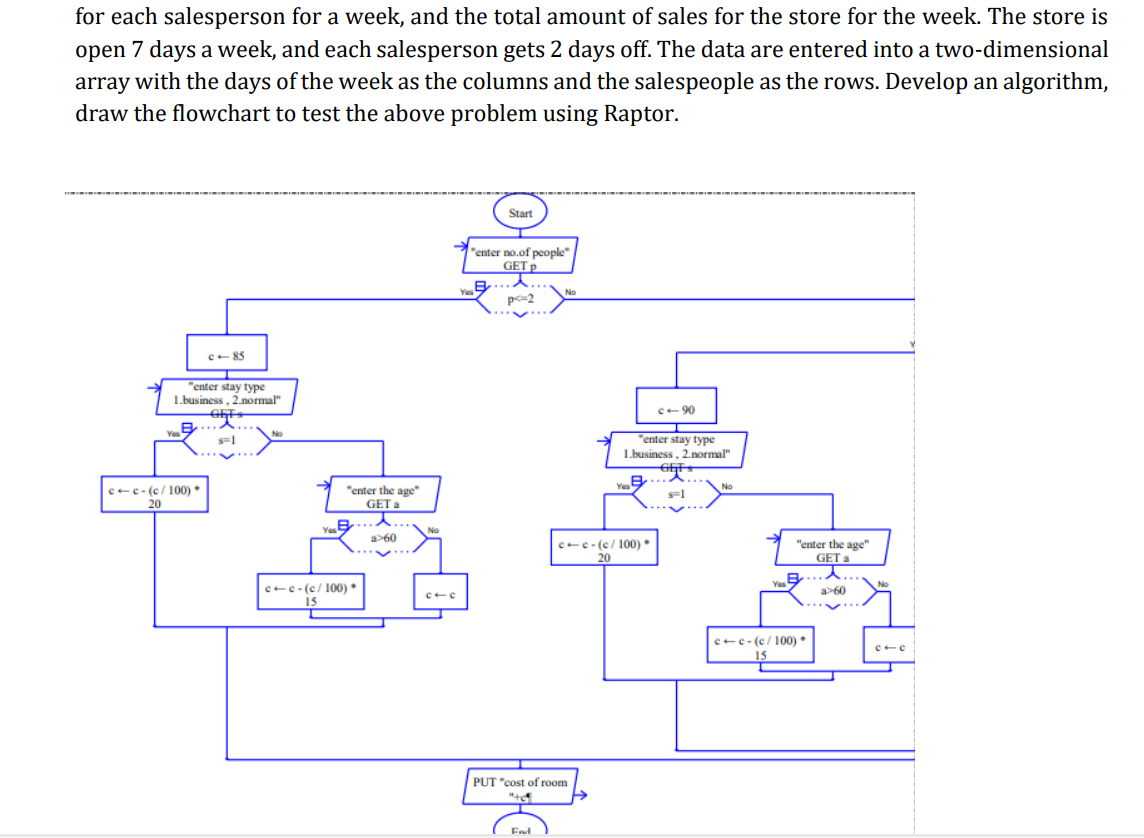 for each salesperson for a week, and the total amount of sales for the store for the week. The store is
open 7 days a week, and each salesperson gets 2 days off. The data are entered into a two-dimensional
array with the days of the week as the columns and the salespeople as the rows. Develop an algorithm,
draw the flowchart to test the above problem using Raptor.
Start
"enter no.of people"
GET p
Yes
p<=2
No
c ← 85
"enter stay type
1.business , 2.normal"
GET s
Yes
s=1
No
c ← c - (c / 100) *
20
"enter the age"
GET a
Yes
a>60
No
c ← c - (c / 100) *
15
c ← c
Y
c ← 90
"enter stay type
1.business , 2.normal"
GET s
Yes
s=1
No
c ← c - (c / 100) *
20
"enter the age"
GET a
Yes
a>60
No
c ← c - (c / 100) *
15
c ← c
PUT "cost of room
"+c¶
End